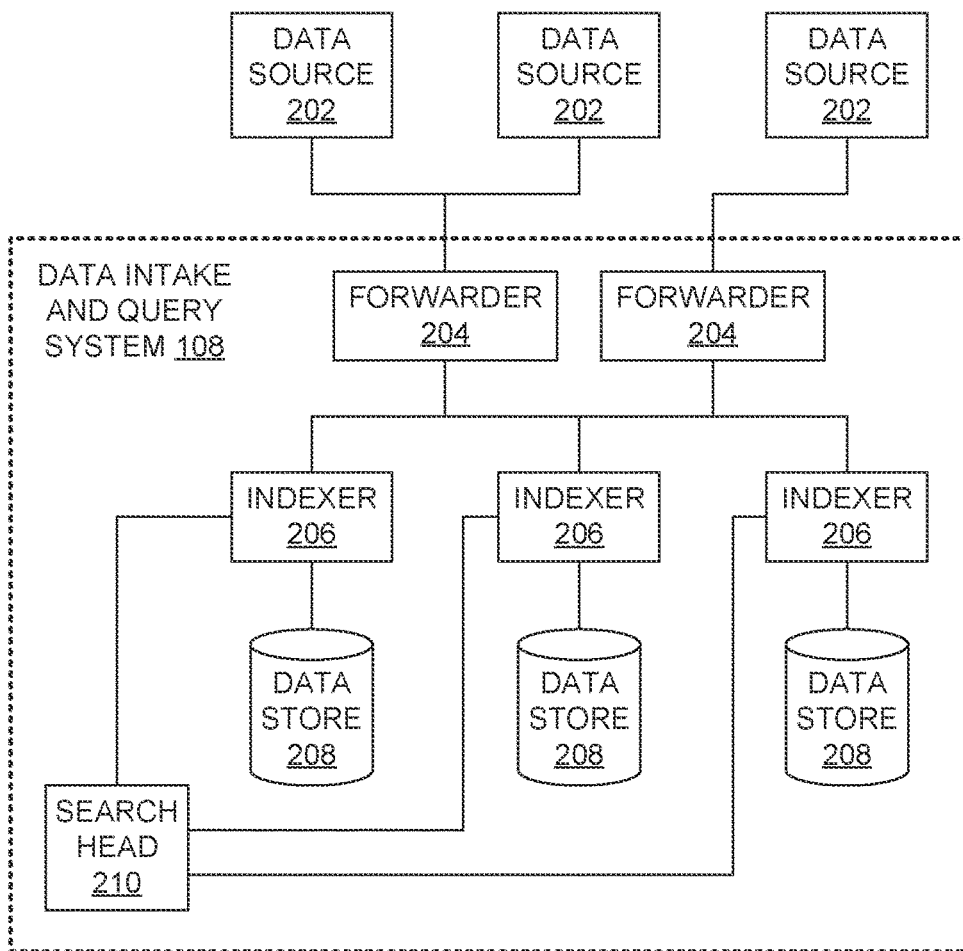 DATA
SOURCE
202
DATA
SOURCE
202
DATA
SOURCE
202
DATA INTAKE
AND QUERY
SYSTEM 108
FORWARDER
204
FORWARDER
204
INDEXER
206
INDEXER
206
INDEXER
206
DATA
STORE
208
DATA
STORE
208
DATA
STORE
208
SEARCH
HEAD
210